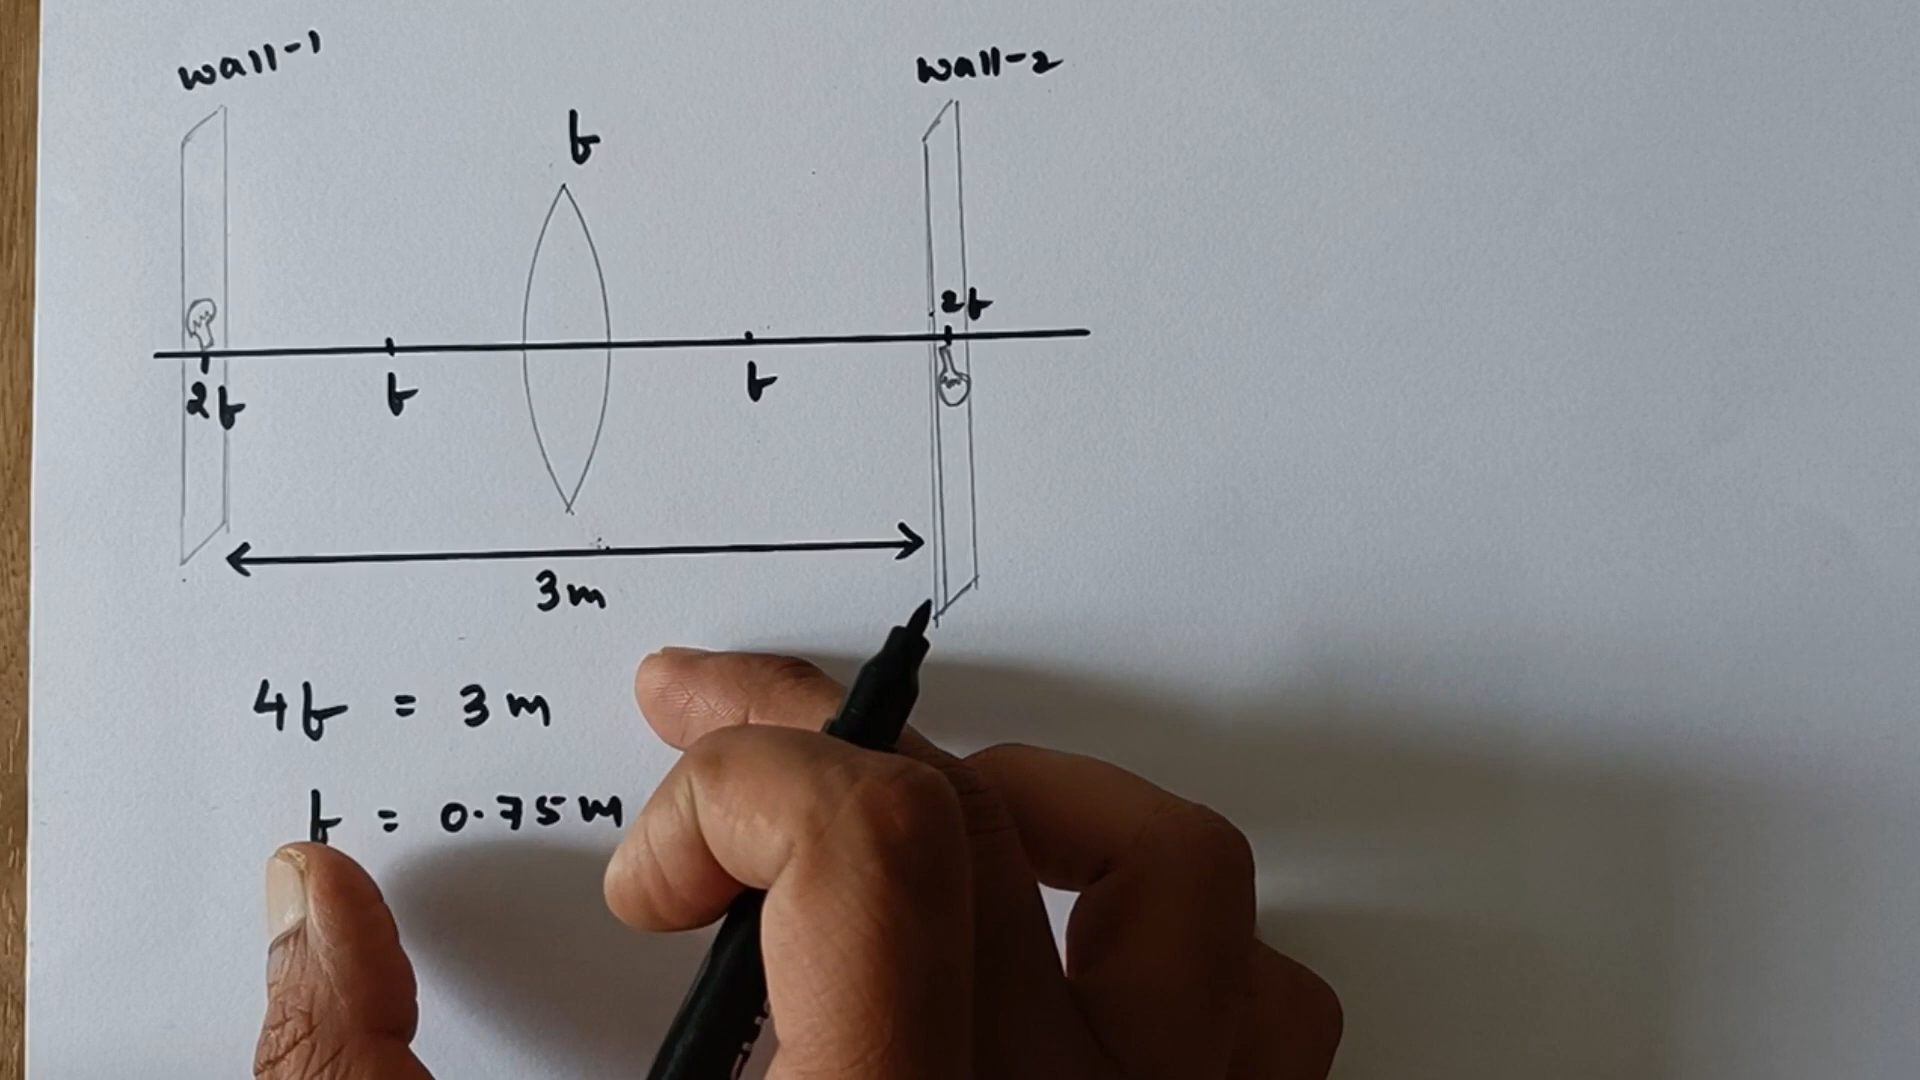 wall-1
wall-2
f
2f
2f
f
f
3m
4f = 3m
f = 0.75m